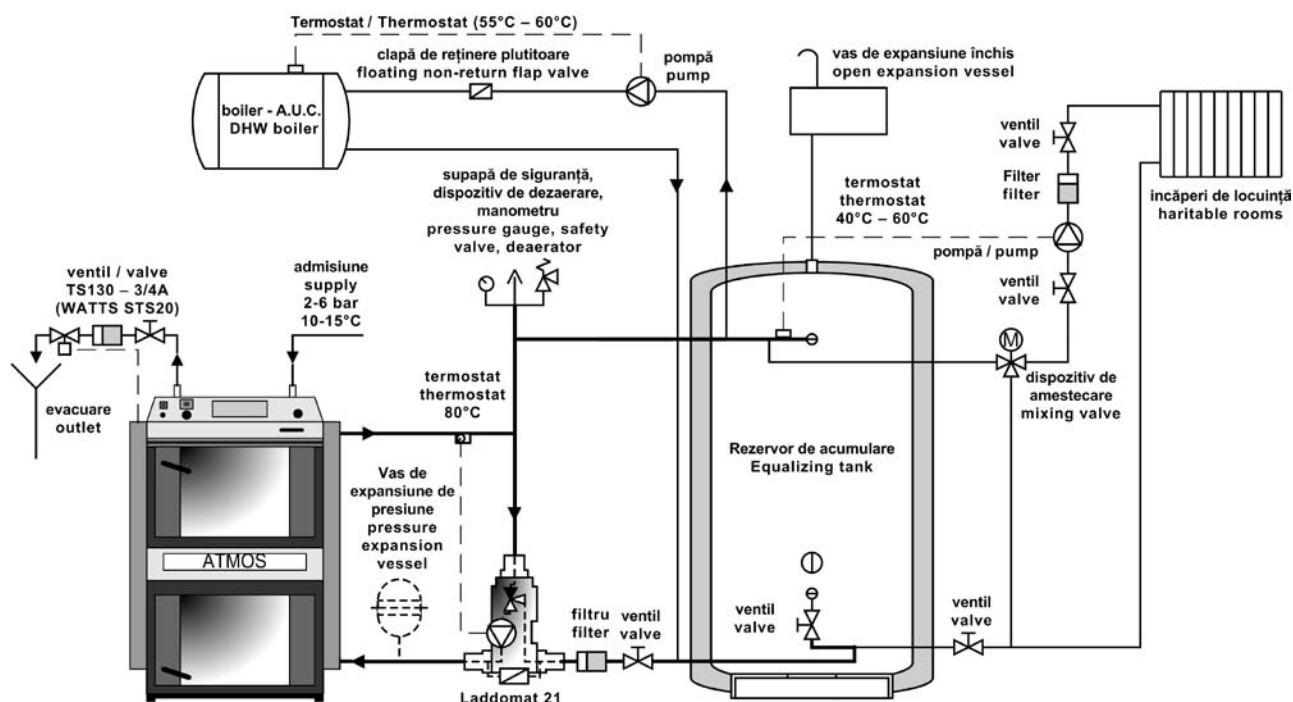 Termostat / Thermostat (55°C – 60°C)
clapă de reținere plutitoare
floating non-return flap valve
pompă
pump
boiler - A.U.C.
DHW boiler
vas de expansiune închis
open expansion vessel
ventil
valve
Filter
filter
încăperi de locuință
haritable rooms
supapă de siguranță,
dispozitiv de dezaerare,
manometru
pressure gauge, safety
valve, deaerator
termostat
thermostat
40°C – 60°C
pompă / pump
ventil
valve
ventil / valve
TS130 – 3/4A
(WATTS STS20)
admisiune
supply
2-6 bar
10-15°C
evacuare
outlet
termostat
thermostat
80°C
M
dispozitiv de
amestecare
mixing valve
Rezervor de acumulare
Equalizing tank
Vas de
expansiune de
presiune
pressure
expansion
vessel
ATMOS
filtru
filter
ventil
valve
ventil
valve
ventil
valve
Laddomat 21